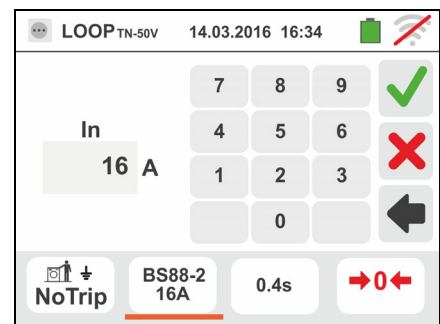 LOOP TN-50V 14.03.2016 16:34
7 8 9
In 4 5 6
16 A
1 2 3
0
NoTrip BS88-2 16A 0.4s 0